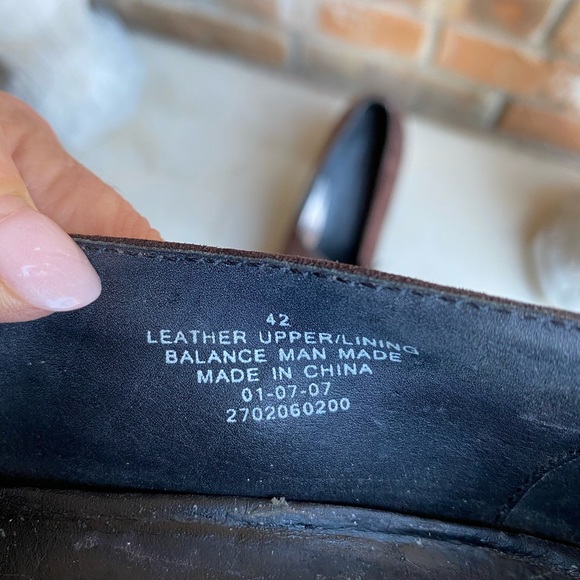 42
LEATHER UPPER/LINING
BALANCE MAN MADE
MADE IN CHINA
01-07-07
2702060200